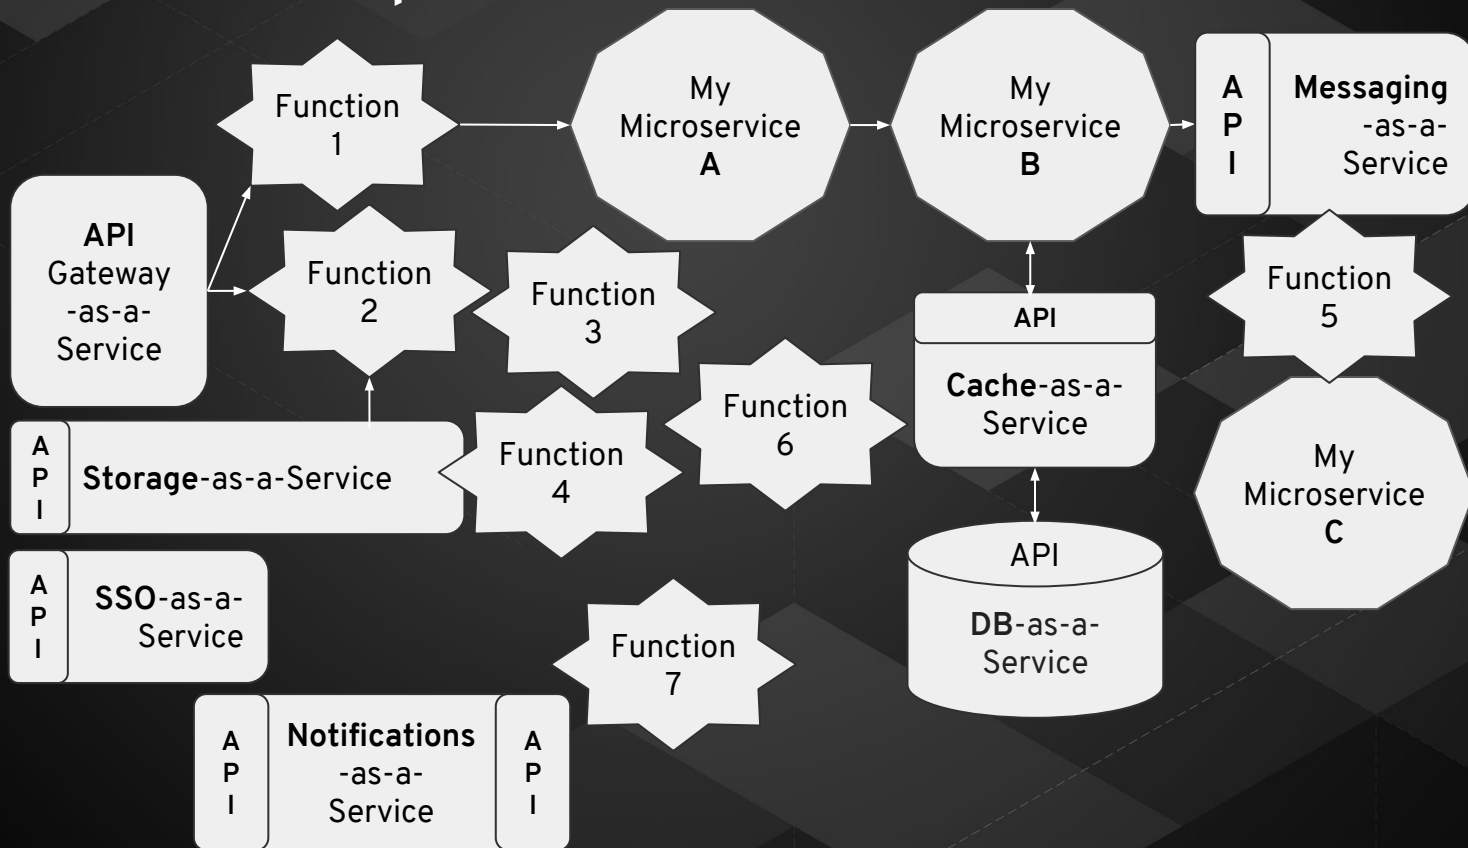 Function
1
My
Microservice
A
My
Microservice
B
A
P
I
Messaging
-as-a-
Service
API
Gateway
-as-a-
Service
Function
2
Function
3
Function
5
API
Cache-as-a-
Service
Function
6
A
P
I
Storage-as-a-Service
Function
4
My
Microservice
C
API
DB-as-a-
Service
A
P
I
SSO-as-a-
Service
Function
7
A
P
I
Notifications
-as-a-
Service
A
P
I